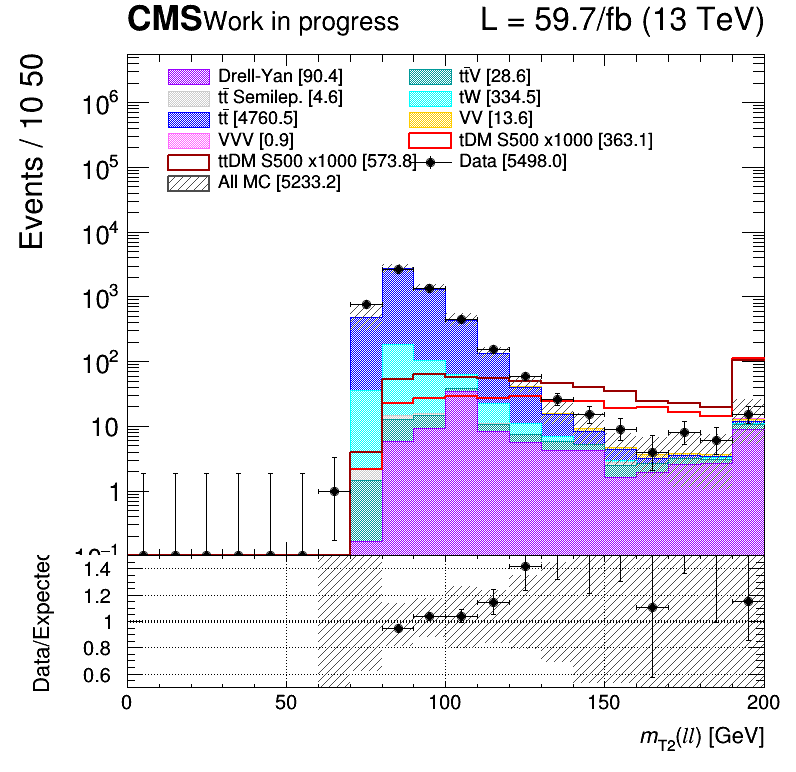 CMS Work in progress L = 59.7/fb (13 TeV)
Events / 10 50
Drell-Yan [90.4] tt̄V [28.6]
tt̄ Semilep. [4.6] tW [334.5]
tt̄ [4760.5] VV [13.6]
VVV [0.9] tDM S500 x1000 [363.1]
ttDM S500 x1000 [573.8] Data [5498.0]
All MC [5233.2]
10⁶
10⁵
10⁴
10³
10²
10
1
10⁻¹
Data/Expected
1.4
1.2
1
0.8
0.6
0 50 100 150 200
m_T2(ll) [GeV]